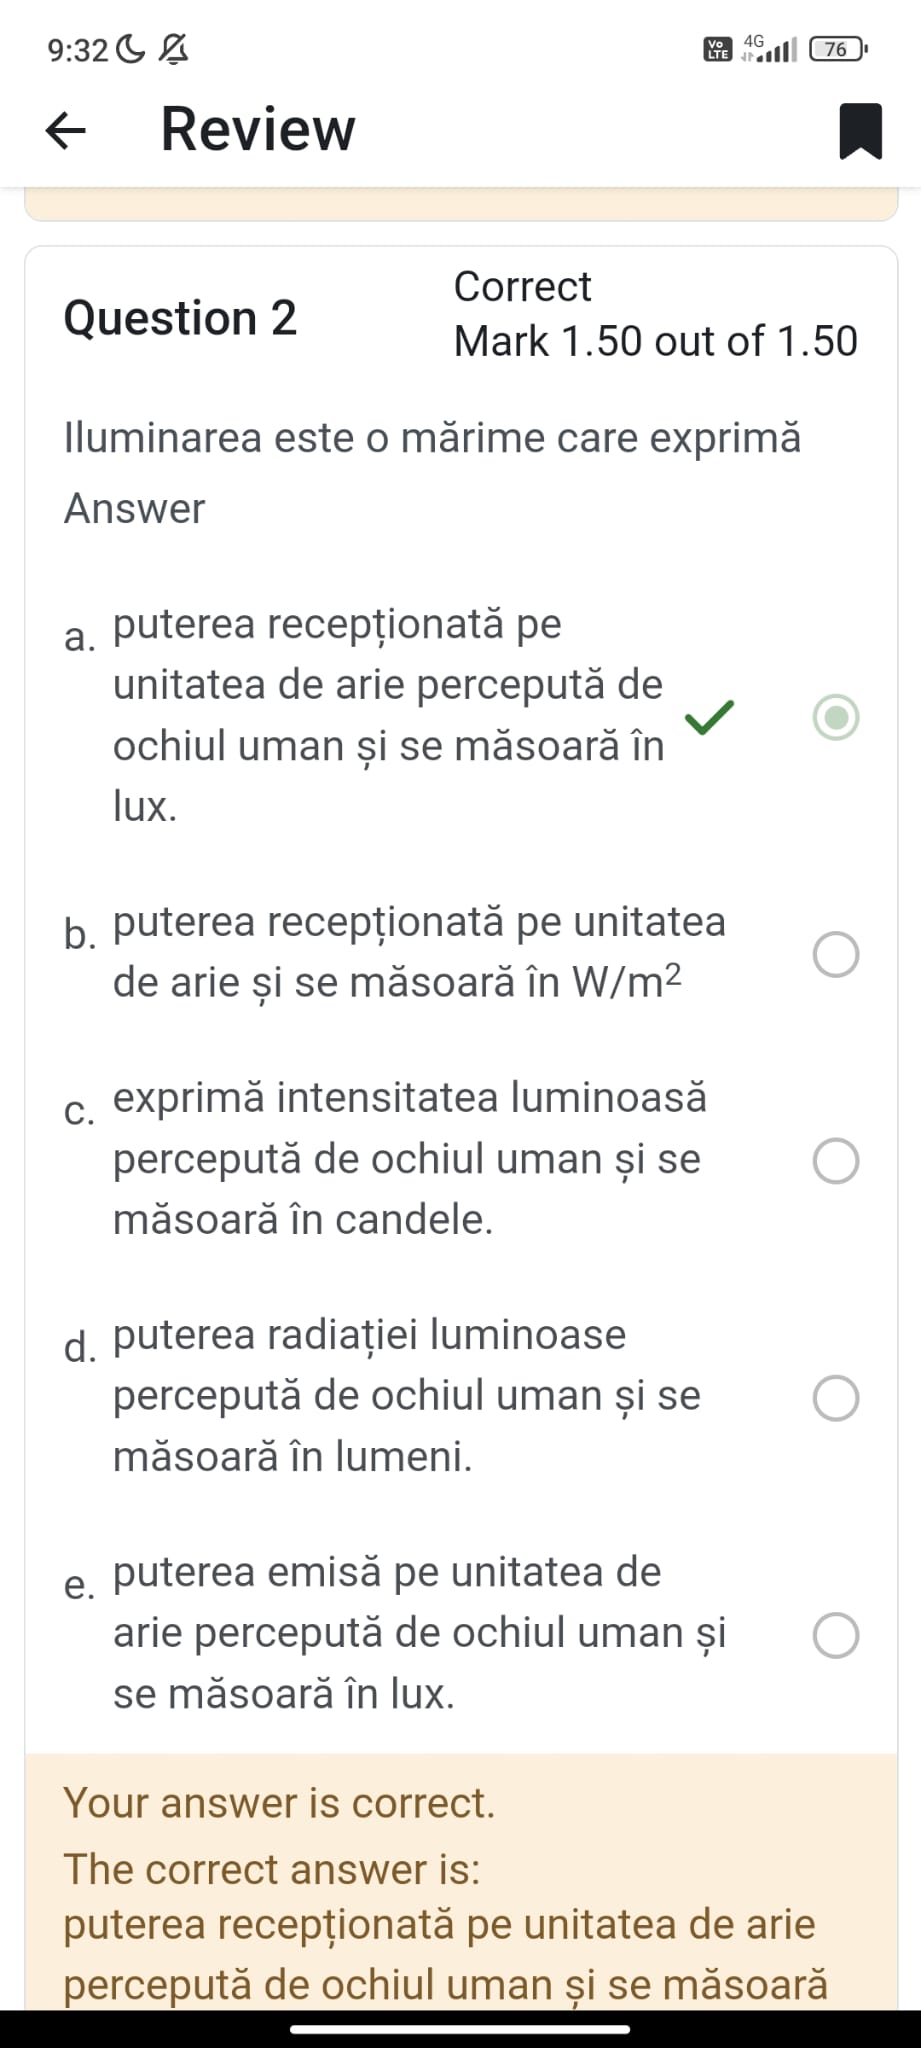 9:32
Vo LTE 4G 76
Review
Question 2
Correct
Mark 1.50 out of 1.50
Iluminarea este o mărime care exprimă
Answer
a. puterea recepționată pe
unitatea de arie percepută de
ochiul uman și se măsoară în
lux.
b. puterea recepționată pe unitatea
de arie și se măsoară în W/m²
c. exprimă intensitatea luminoasă
percepută de ochiul uman și se
măsoară în candele.
d. puterea radiației luminoase
percepută de ochiul uman și se
măsoară în lumeni.
e. puterea emisă pe unitatea de
arie percepută de ochiul uman și
se măsoară în lux.
Your answer is correct.
The correct answer is:
puterea recepționată pe unitatea de arie
percepută de ochiul uman și se măsoară